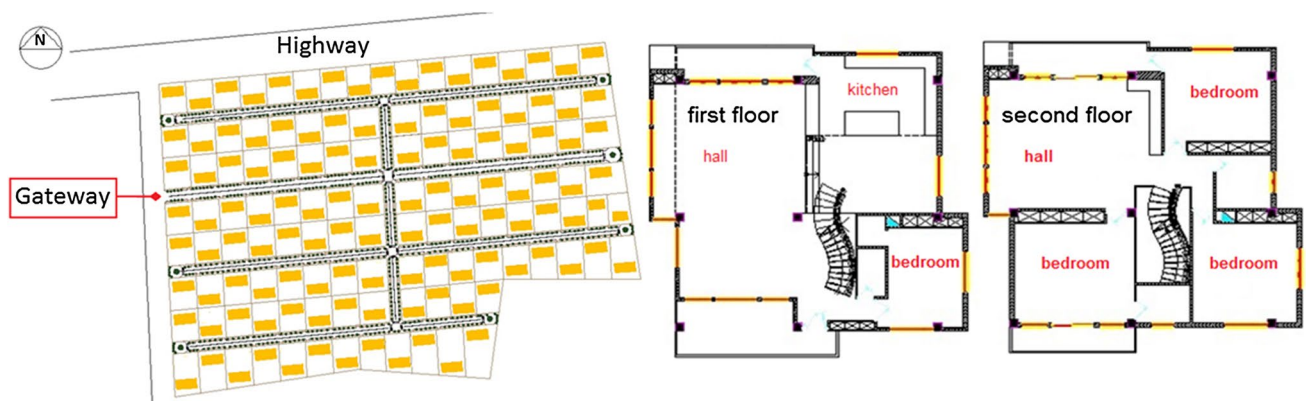 N
Highway
Gateway
first floor
hall
kitchen
bedroom
second floor
hall
bedroom
bedroom
bedroom